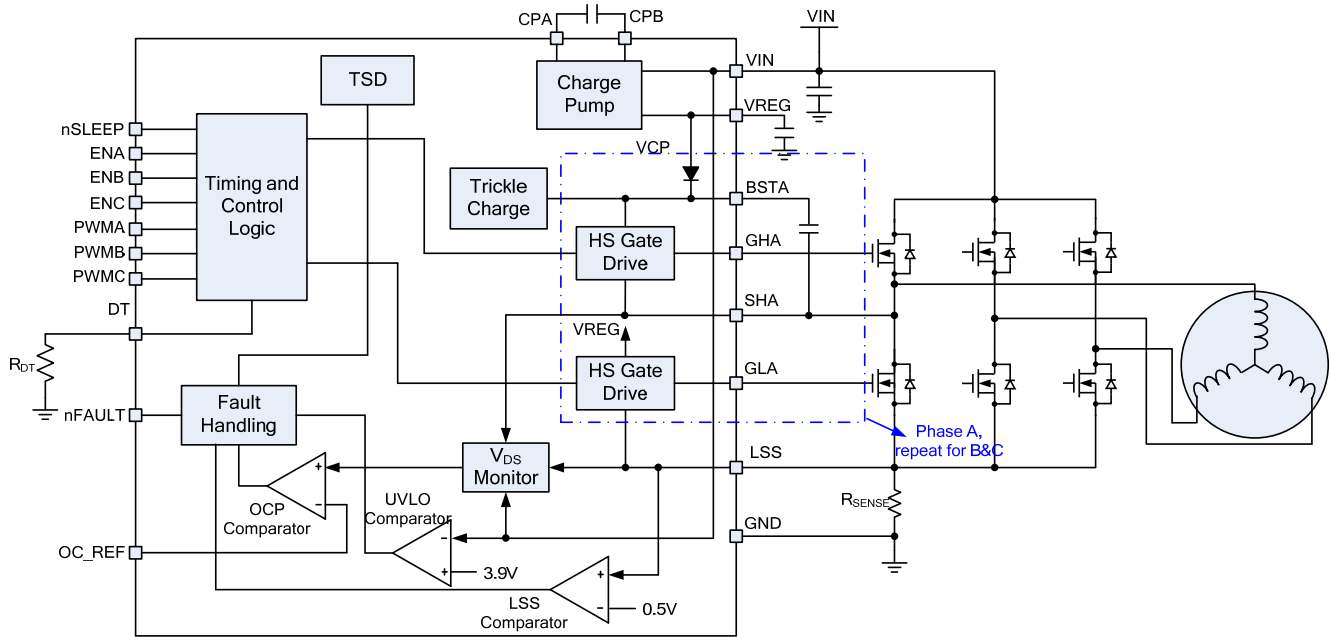 CPA
CPB
VIN
TSD
Charge
Pump
VIN
VREG
nSLEEP
ENA
ENB
ENC
PWMA
PWMB
PWMC
DT
Timing and
Control
Logic
VCP
Trickle
Charge
BSTA
HS Gate
Drive
GHA
SHA
VREG
HS Gate
Drive
GLA
RDT
nFAULT
Fault
Handling
Phase A,
repeat for B&C
VDS
Monitor
LSS
+
-
OCP
Comparator
UVLO
Comparator
-
+
3.9V
RSENSE
GND
OC_REF
LSS
Comparator
+
-
0.5V